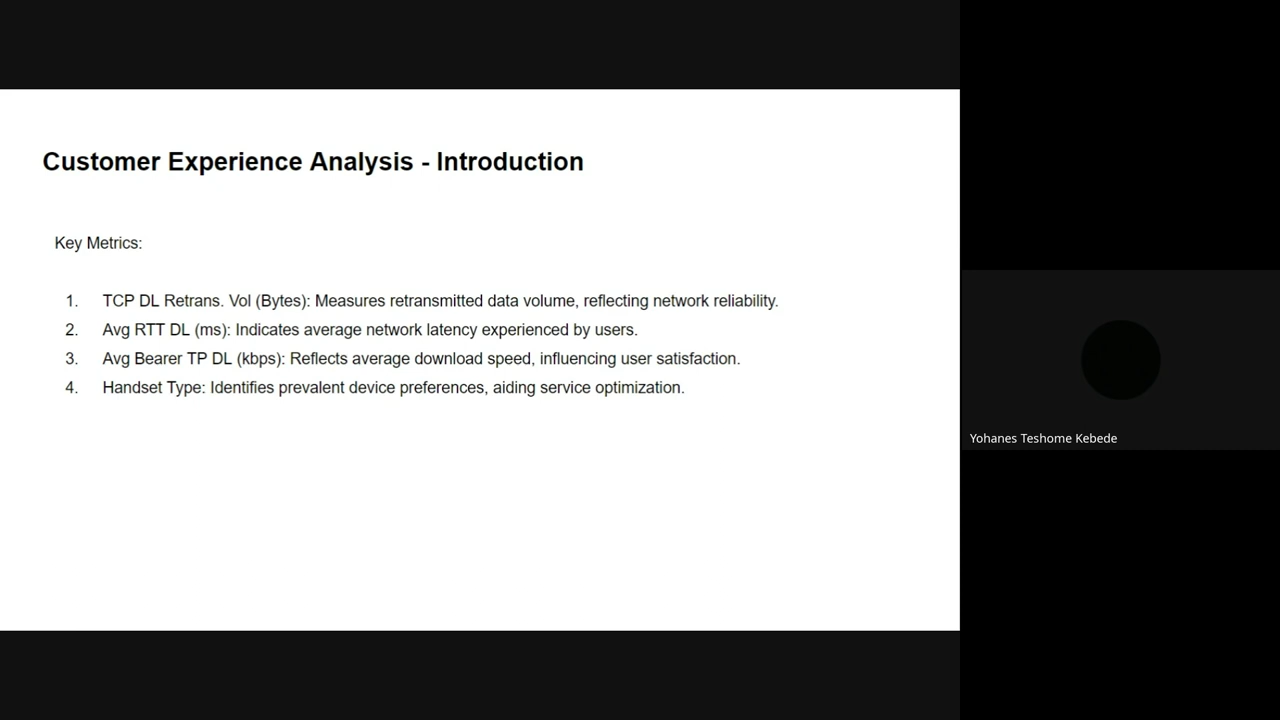 Customer Experience Analysis - Introduction
Key Metrics:
1. TCP DL Retrans. Vol (Bytes): Measures retransmitted data volume, reflecting network reliability.
2. Avg RTT DL (ms): Indicates average network latency experienced by users.
3. Avg Bearer TP DL (kbps): Reflects average download speed, influencing user satisfaction.
4. Handset Type: Identifies prevalent device preferences, aiding service optimization.
Yohanes Teshome Kebede